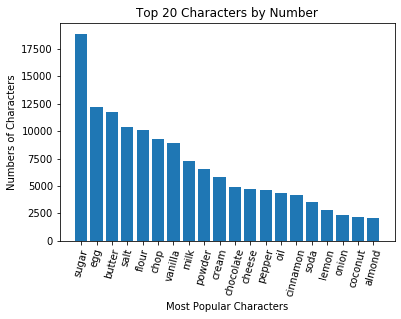 Top 20 Characters by Number
Numbers of Characters
17500
15000
12500
10000
7500
5000
2500
0
sugar
egg
butter
salt
flour
chop
vanilla
milk
powder
cream
chocolate
cheese
pepper
oil
cinnamon
soda
lemon
onion
coconut
almond
Most Popular Characters